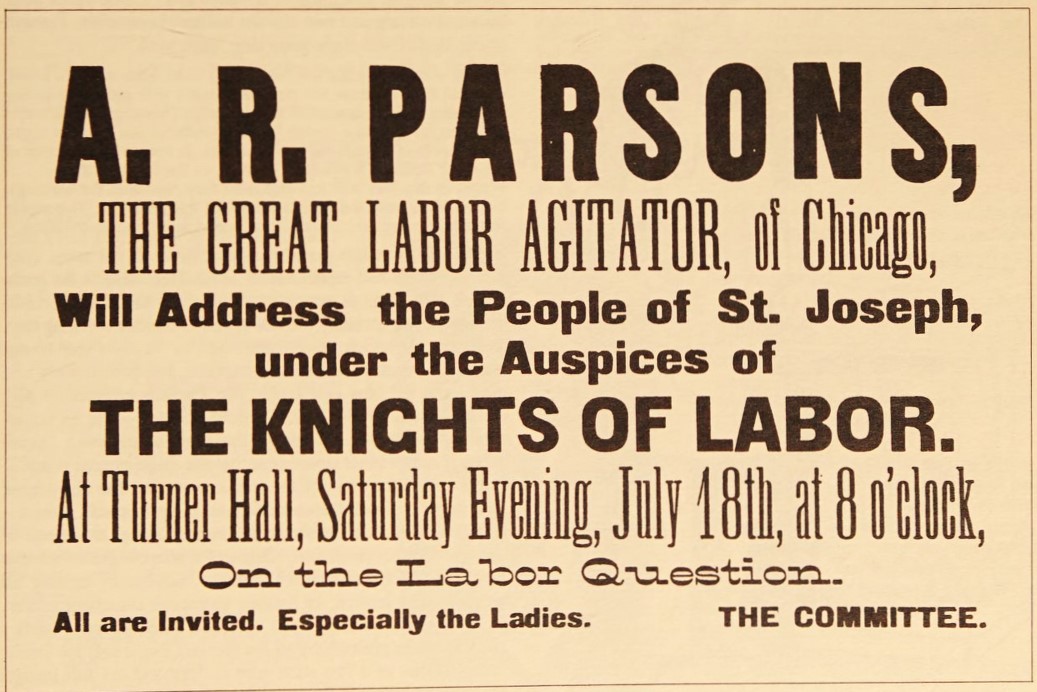 A. R. PARSONS,
THE GREAT LABOR AGITATOR, of Chicago,
Will Address the People of St. Joseph,
under the Auspices of
THE KNIGHTS OF LABOR.
At Turner Hall, Saturday Evening, July 18th, at 8 o'clock,
On the Labor Question.
All are Invited. Especially the Ladies. THE COMMITTEE.